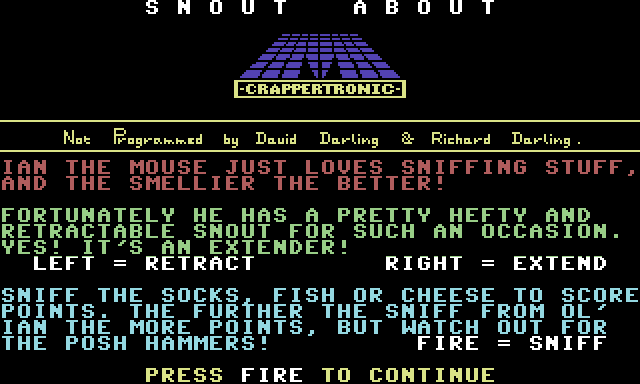 SNOUT ABOUT
-CRAPPERTRONIC-
Not Programmed by David Darling & Richard Darling.
IAN THE MOUSE JUST LOVES SNIFFING STUFF,
AND THE SMELLIER THE BETTER!
FORTUNATELY HE HAS A PRETTY HEFTY AND
RETRACTABLE SNOUT FOR SUCH AN OCCASION.
YES! IT'S AN EXTENDER!
LEFT = RETRACT RIGHT = EXTEND
SNIFF THE SOCKS, FISH OR CHEESE TO SCORE
POINTS. THE FURTHER THE SNIFF FROM OL'
IAN THE MORE POINTS, BUT WATCH OUT FOR
THE POSH HAMMERS! FIRE = SNIFF
PRESS FIRE TO CONTINUE